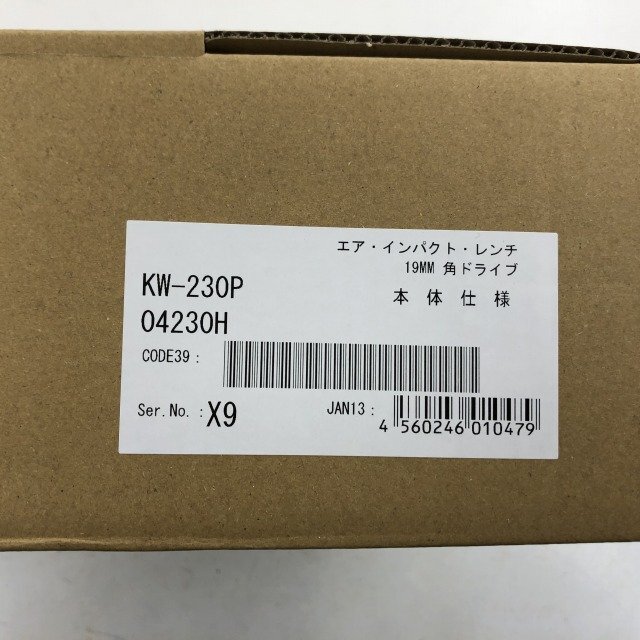 エア・インパクト・レンチ
19MM 角ドライブ
KW-230P
本体仕様
04230H
CODE39:
Ser.No.:X9
JAN13:
4 560246 010479